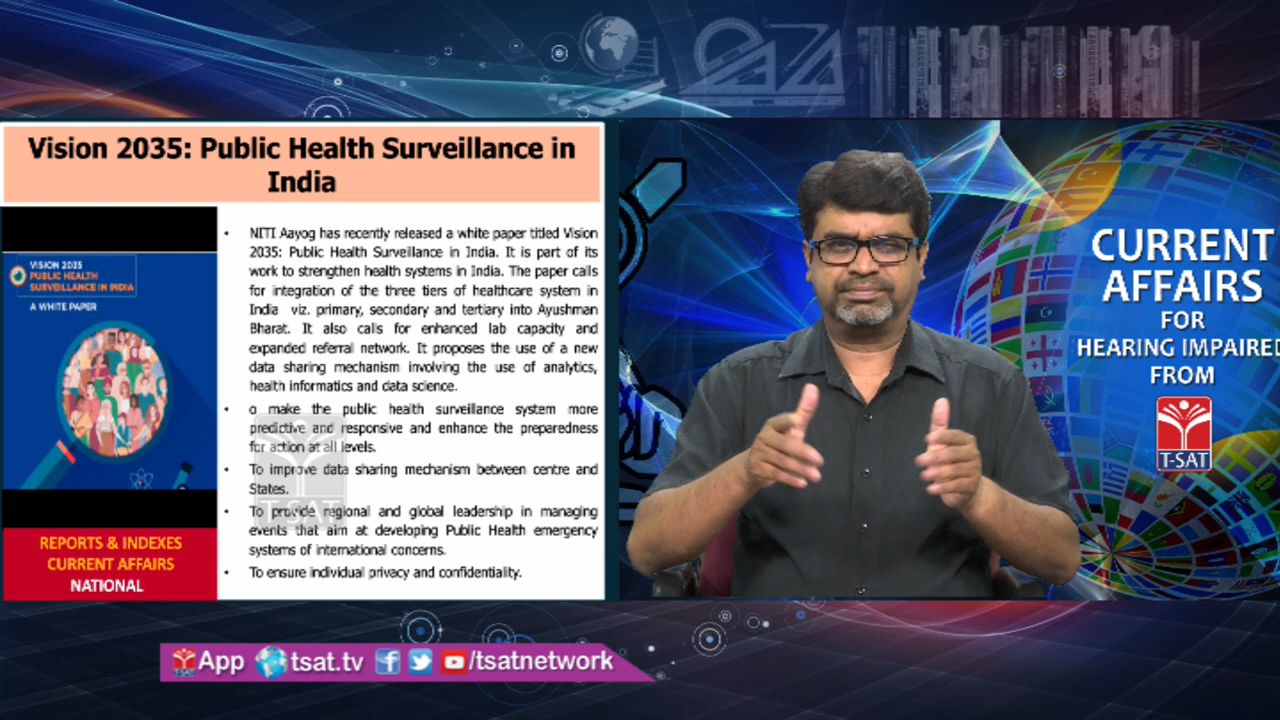 Vision 2035: Public Health Surveillance in
India
VISION 2035
PUBLIC HEALTH
SURVEILLANCE IN INDIA
A WHITE PAPER
REPORTS & INDEXES
CURRENT AFFAIRS
NATIONAL
• NITI Aayog has recently released a white paper titled Vision
2035: Public Health Surveillance in India. It is part of its
work to strengthen health systems in India. The paper calls
for integration of the three tiers of healthcare system in
India viz. primary, secondary and tertiary into Ayushman
Bharat. It also calls for enhanced lab capacity and
expanded referral network. It proposes the use of a new
data sharing mechanism involving the use of analytics,
health informatics and data science.
• o make the public health surveillance system more
predictive and responsive and enhance the preparedness
for action at all levels.
• To improve data sharing mechanism between centre and
States.
• To provide regional and global leadership in managing
events that aim at developing Public Health emergency
systems of international concerns.
• To ensure individual privacy and confidentiality.
T-SAT
CURRENT
AFFAIRS
FOR
HEARING IMPAIRED
FROM
T-SAT
App tsat.tv /tsatnetwork